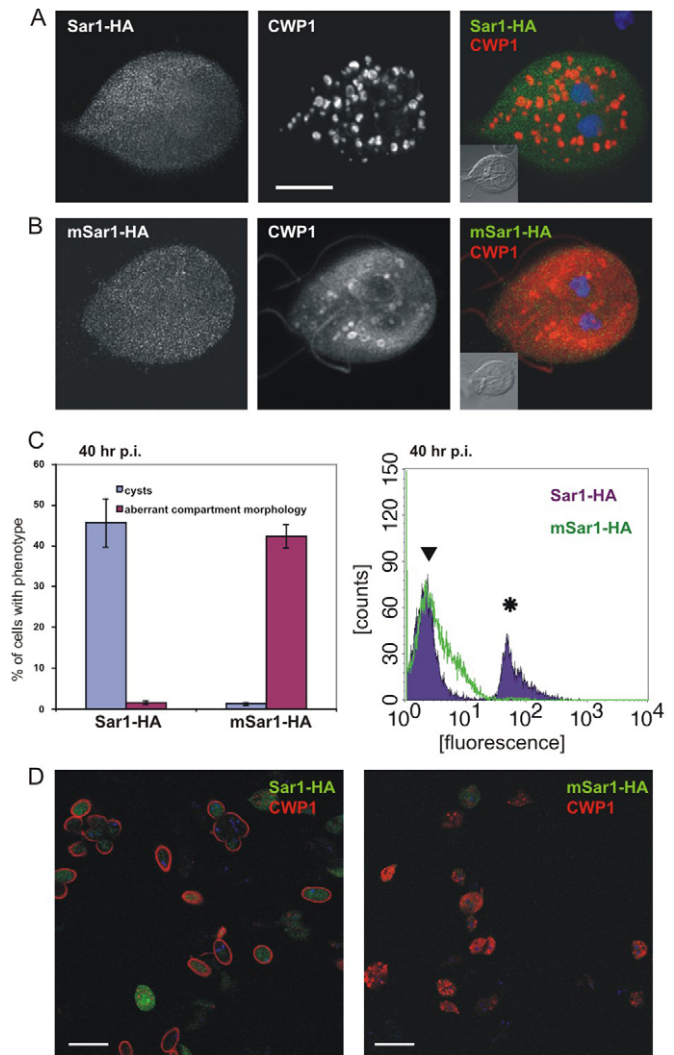 A
Sar1-HA
CWP1
Sar1-HA
CWP1
B
mSar1-HA
CWP1
mSar1-HA
CWP1
C
40 hr p.i.
% of cells with phenotype
60
50
40
30
20
10
0
cysts
aberrant compartment morphology
Sar1-HA
mSar1-HA
40 hr p.i.
[counts]
150
120
90
60
30
0
Sar1-HA
mSar1-HA
10^0 10^1 10^2 10^3 10^4
[fluorescence]
D
Sar1-HA
CWP1
mSar1-HA
CWP1